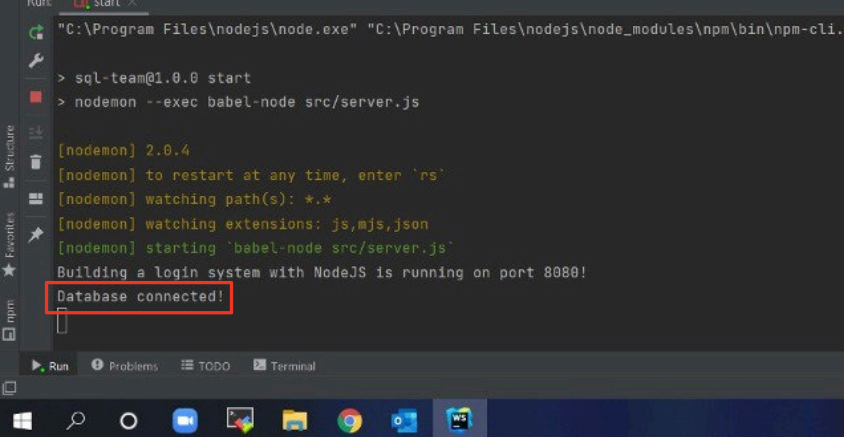 Run:
start
"C:\Program Files\nodejs\node.exe" "C:\Program Files\nodejs\node_modules\npm\bin\npm-cli.
> sql-team@1.0.0 start
> nodemon --exec babel-node src/server.js
[nodemon] 2.0.4
[nodemon] to restart at any time, enter `rs`
[nodemon] watching path(s): *.*
[nodemon] watching extensions: js,mjs,json
[nodemon] starting `babel-node src/server.js`
Building a login system with NodeJS is running on port 8080!
Database connected!
Structure
Favorites
npm
Run
Problems
TODO
Terminal
WS